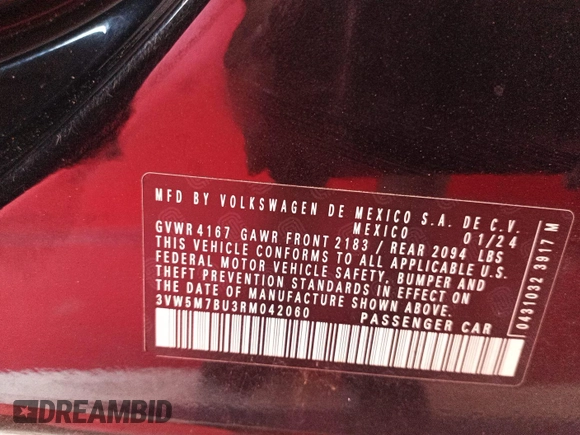 MFD BY VOLKSWAGEN DE MEXICO S.A. DE C.V.
MEXICO 01/24
GVWR 4167 GAWR FRONT 2183 / REAR 2094 LBS
THIS VEHICLE CONFORMS TO ALL APPLICABLE U.S.
FEDERAL MOTOR VEHICLE SAFETY, BUMPER AND
THEFT PREVENTION STANDARDS IN EFFECT ON
THE DATE OF MANUFACTURE SHOWN ABOVE.
3VW5M7BU3RM042060 PASSENGER CAR
0431032 3917 M
DREAMBID